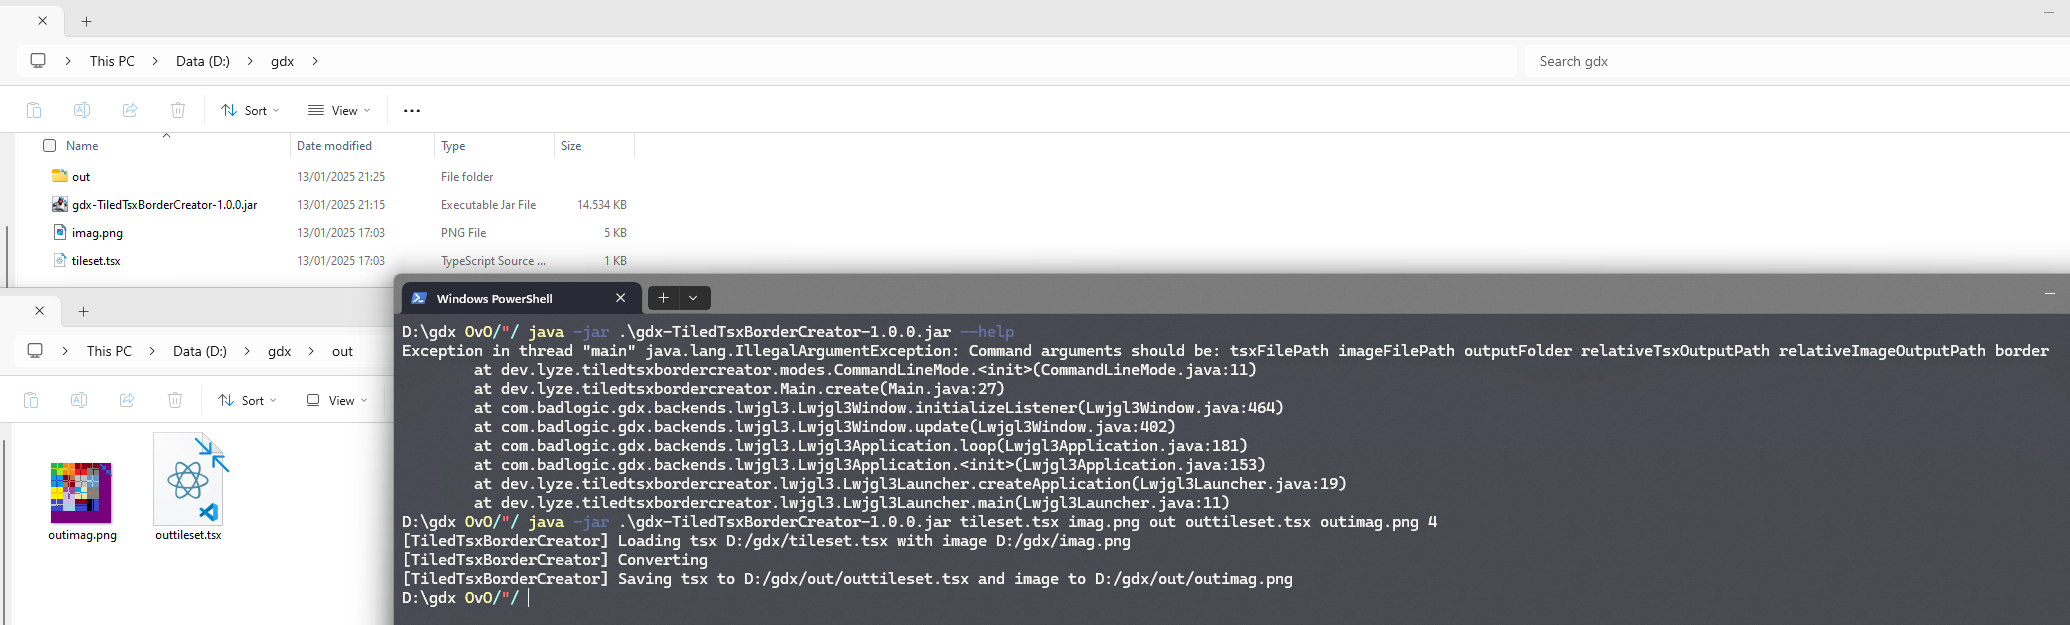 This PC > Data (D:) > gdx >
Search gdx
Sort
View
Name Date modified Type Size
out 13/01/2025 21:25 File folder
gdx-TiledTsxBorderCreator-1.0.0.jar 13/01/2025 21:15 Executable Jar File 14.534 KB
imag.png 13/01/2025 17:03 PNG File 5 KB
tileset.tsx 13/01/2025 17:03 TypeScript Source ... 1 KB
This PC > Data (D:) > gdx > out
Sort
View
outimag.png
outtileset.tsx
Windows PowerShell
D:\gdx OvO/"/ java -jar .\gdx-TiledTsxBorderCreator-1.0.0.jar --help
Exception in thread "main" java.lang.IllegalArgumentException: Command arguments should be: tsxFilePath imageFilePath outputFolder relativeTsxOutputPath relativeImageOutputPath border
at dev.lyze.tiledtsxbordercreator.modes.CommandLineMode.<init>(CommandLineMode.java:11)
at dev.lyze.tiledtsxbordercreator.Main.create(Main.java:27)
at com.badlogic.gdx.backends.lwjgl3.Lwjgl3Window.initializeListener(Lwjgl3Window.java:464)
at com.badlogic.gdx.backends.lwjgl3.Lwjgl3Window.update(Lwjgl3Window.java:402)
at com.badlogic.gdx.backends.lwjgl3.Lwjgl3Application.loop(Lwjgl3Application.java:181)
at com.badlogic.gdx.backends.lwjgl3.Lwjgl3Application.<init>(Lwjgl3Application.java:153)
at dev.lyze.tiledtsxbordercreator.lwjgl3.Lwjgl3Launcher.createApplication(Lwjgl3Launcher.java:19)
at dev.lyze.tiledtsxbordercreator.lwjgl3.Lwjgl3Launcher.main(Lwjgl3Launcher.java:11)
D:\gdx OvO/"/ java -jar .\gdx-TiledTsxBorderCreator-1.0.0.jar tileset.tsx imag.png out outtileset.tsx outimag.png 4
[TiledTsxBorderCreator] Loading tsx D:/gdx/tileset.tsx with image D:/gdx/imag.png
[TiledTsxBorderCreator] Converting
[TiledTsxBorderCreator] Saving tsx to D:/gdx/out/outtileset.tsx and image to D:/gdx/out/outimag.png
D:\gdx OvO/"/